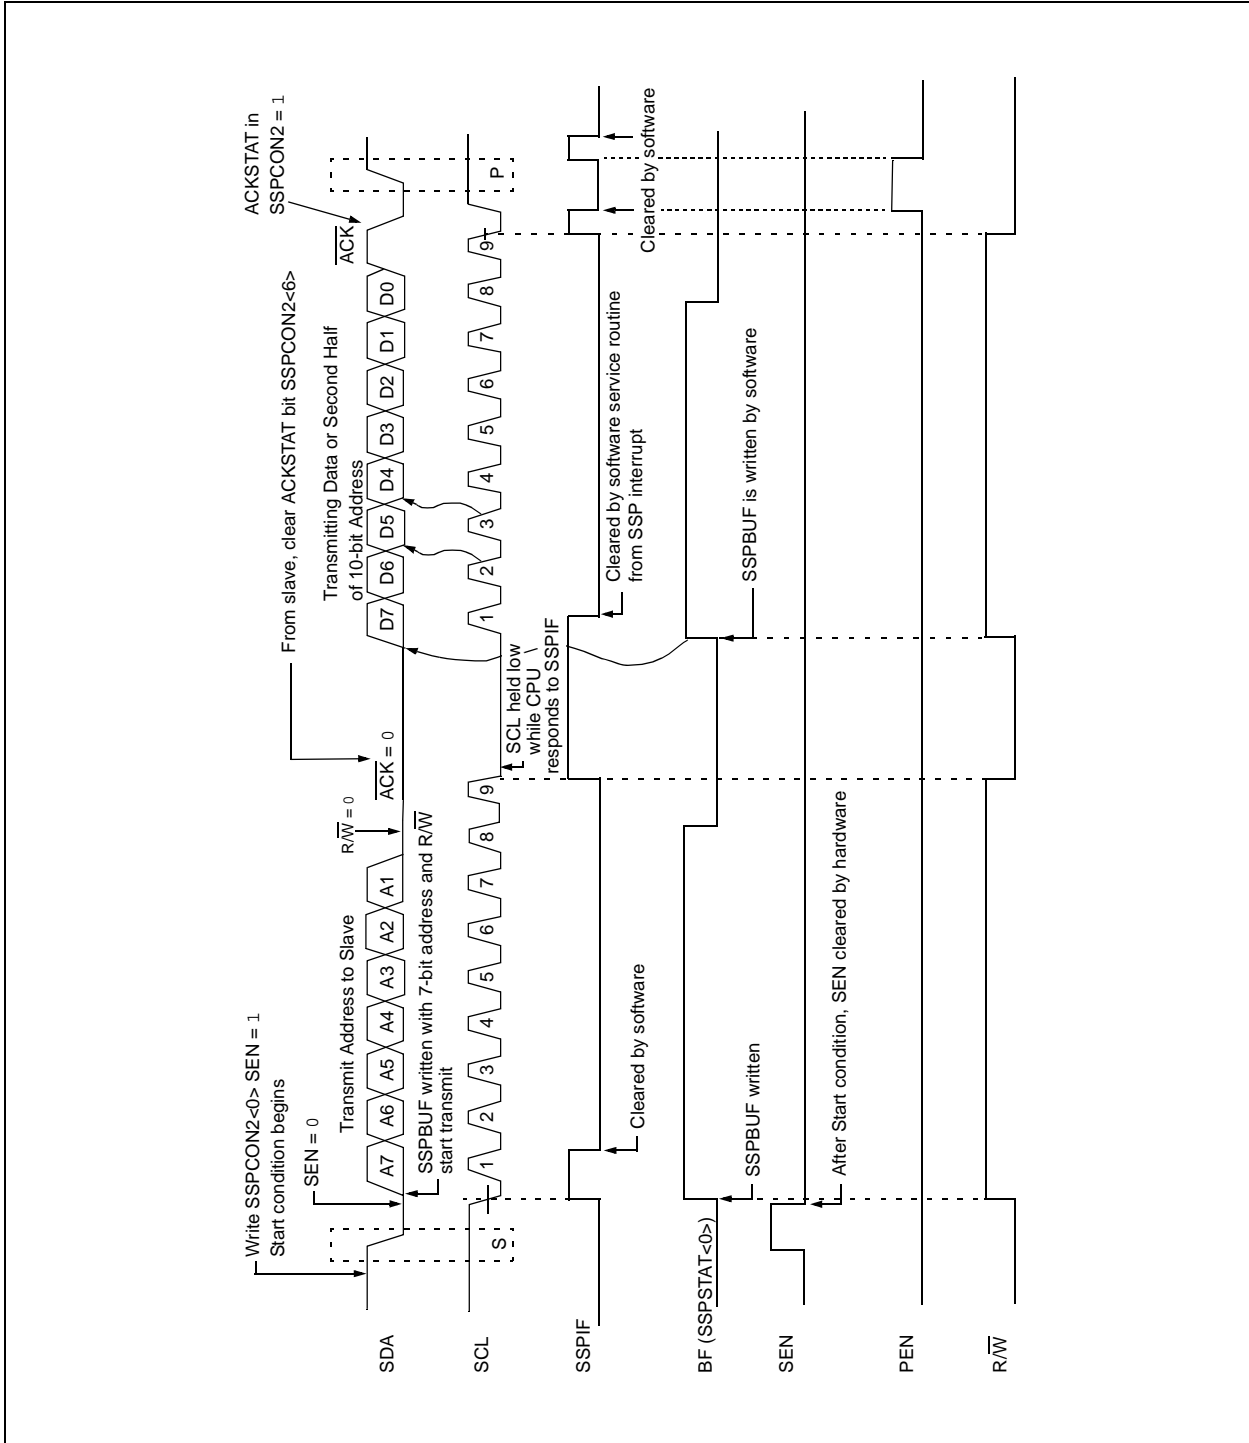 Write SSPCON2<0> SEN = 1
Start condition begins
From slave, clear ACKSTAT bit SSPCON2<6>
ACKSTAT in
SSPCON2 = 1
SEN = 0
Transmit Address to Slave
R/W = 0
ACK = 0
Transmitting Data or Second Half
of 10-bit Address
ACK
SDA
A7 A6 A5 A4 A3 A2 A1
D7 D6 D5 D4 D3 D2 D1 D0
SSPBUF written with 7-bit address and R/W
start transmit
SCL
S
1 2 3 4 5 6 7 8 9
1 2 3 4 5 6 7 8 9
P
SCL held low
while CPU
responds to SSPIF
SSPIF
Cleared by software
Cleared by software service routine
from SSP interrupt
Cleared by software
BF (SSPSTAT<0>)
SSPBUF written
SSPBUF is written by software
SEN
After Start condition, SEN cleared by hardware
PEN
R/W